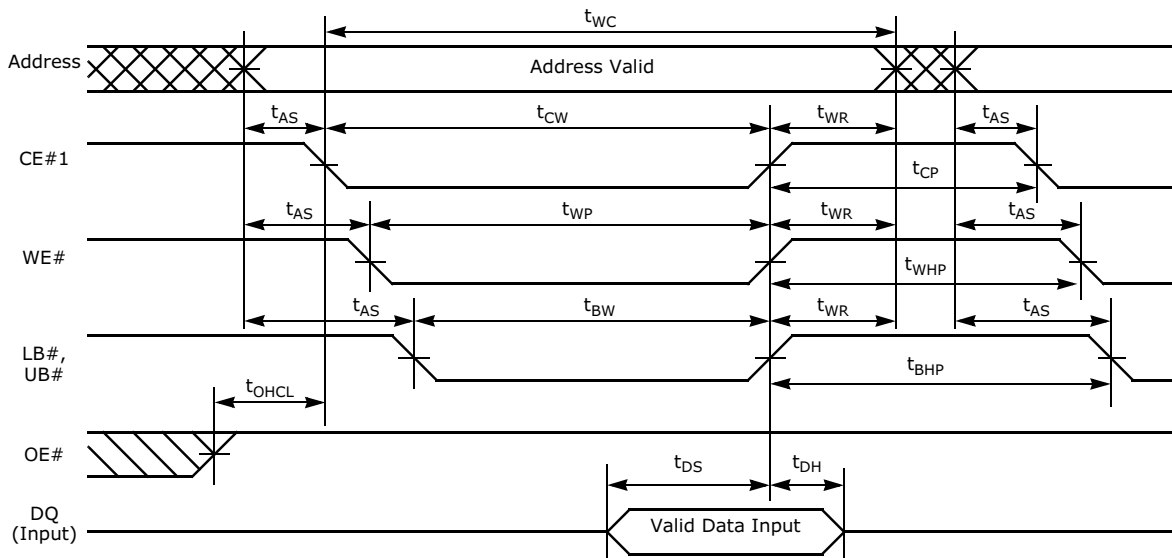 tWC
Address
Address Valid
tAS
tCW
tWR
tAS
CE#1
tCP
tAS
tWP
tWR
tAS
WE#
tWHP
tAS
tBW
tWR
tAS
LB#,
UB#
tBHP
tOHCL
OE#
tDS
tDH
DQ
(Input)
Valid Data Input